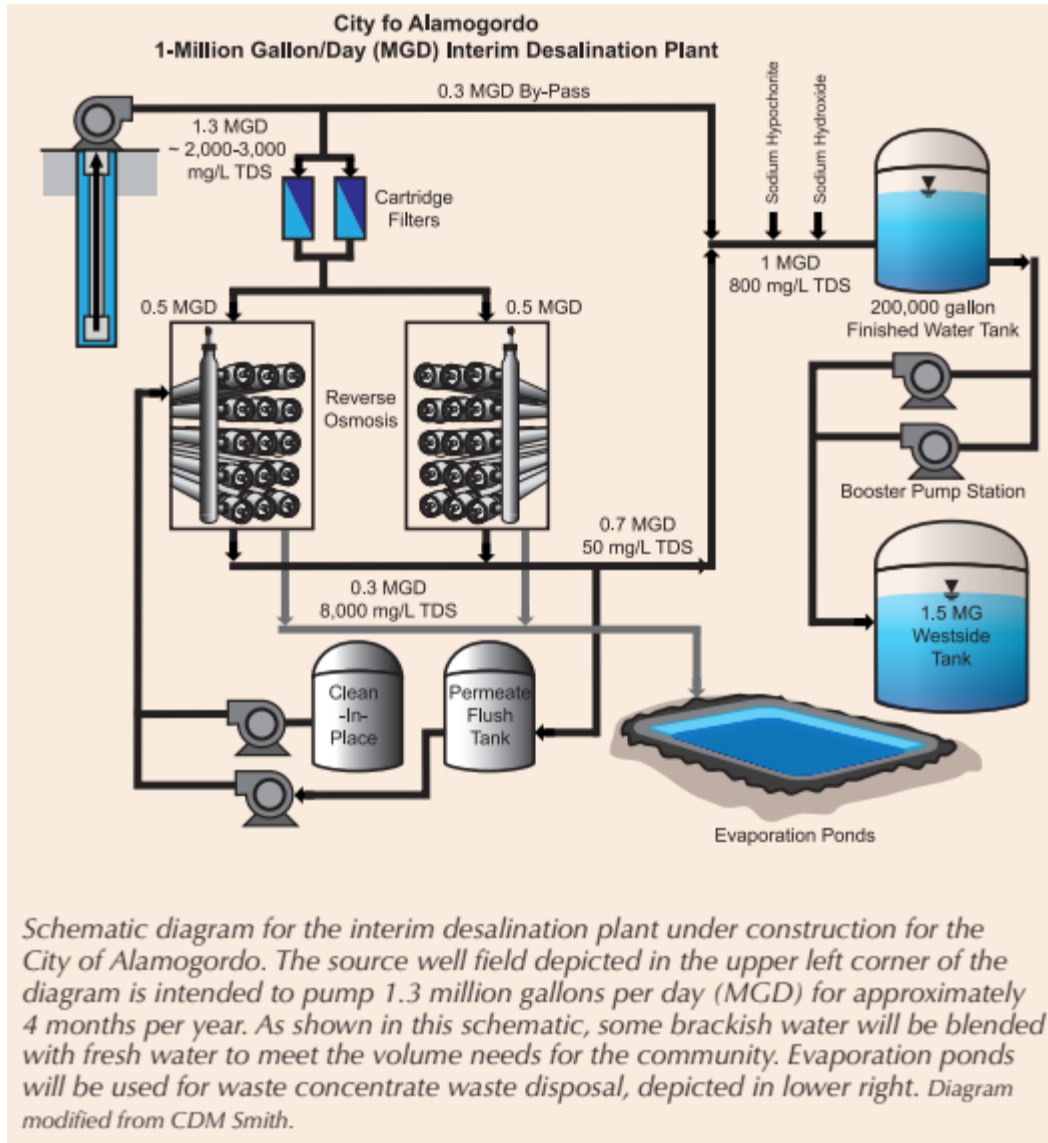 City fo Alamogordo
1-Million Gallon/Day (MGD) Interim Desalination Plant
0.3 MGD By-Pass
1.3 MGD
~ 2,000-3,000
mg/L TDS
Cartridge
Filters
Sodium Hypochorite
Sodium Hydroxide
1 MGD
800 mg/L TDS
200,000 gallon
Finished Water Tank
0.5 MGD
0.5 MGD
Reverse
Osmosis
Booster Pump Station
0.7 MGD
50 mg/L TDS
0.3 MGD
8,000 mg/L TDS
1.5 MG
Westside
Tank
Clean
-In-
Place
Permeate
Flush
Tank
Evaporation Ponds
Schematic diagram for the interim desalination plant under construction for the
City of Alamogordo. The source well field depicted in the upper left corner of the
diagram is intended to pump 1.3 million gallons per day (MGD) for approximately
4 months per year. As shown in this schematic, some brackish water will be blended
with fresh water to meet the volume needs for the community. Evaporation ponds
will be used for waste concentrate waste disposal, depicted in lower right. Diagram
modified from CDM Smith.